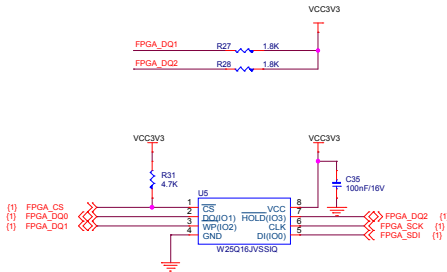 VCC3V3
FPGA_DQ1 R27 1.8K
FPGA_DQ2 R28 1.8K
VCC3V3 VCC3V3
R31
4.7K
C35
100nF/16V
U5
{1} FPGA_CS 1 CS VCC 8
{1} FPGA_DQ0 2 DO(IO1) HOLD(IO3) 7 FPGA_DQ2 {1}
{1} FPGA_DQ1 3 WP(IO2) CLK 6 FPGA_SCK {1}
4 GND DI(IO0) 5 FPGA_SDI {1}
W25Q16JVSSIQ